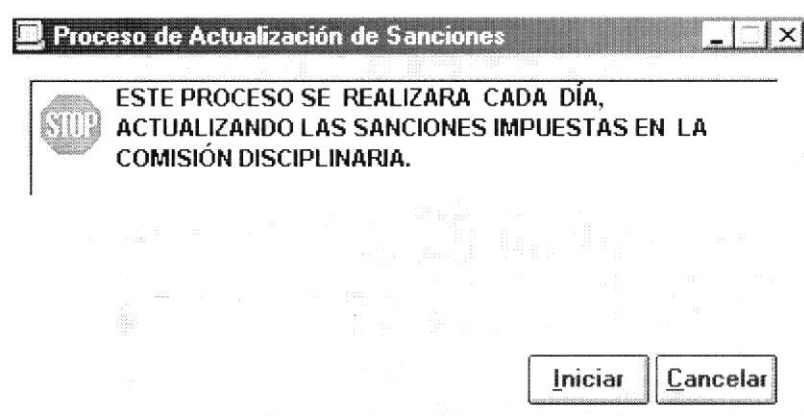 Proceso de Actualización de Sanciones
STOP
ESTE PROCESO SE REALIZARA CADA DÍA,
ACTUALIZANDO LAS SANCIONES IMPUESTAS EN LA
COMISIÓN DISCIPLINARIA.
Iniciar Cancelar